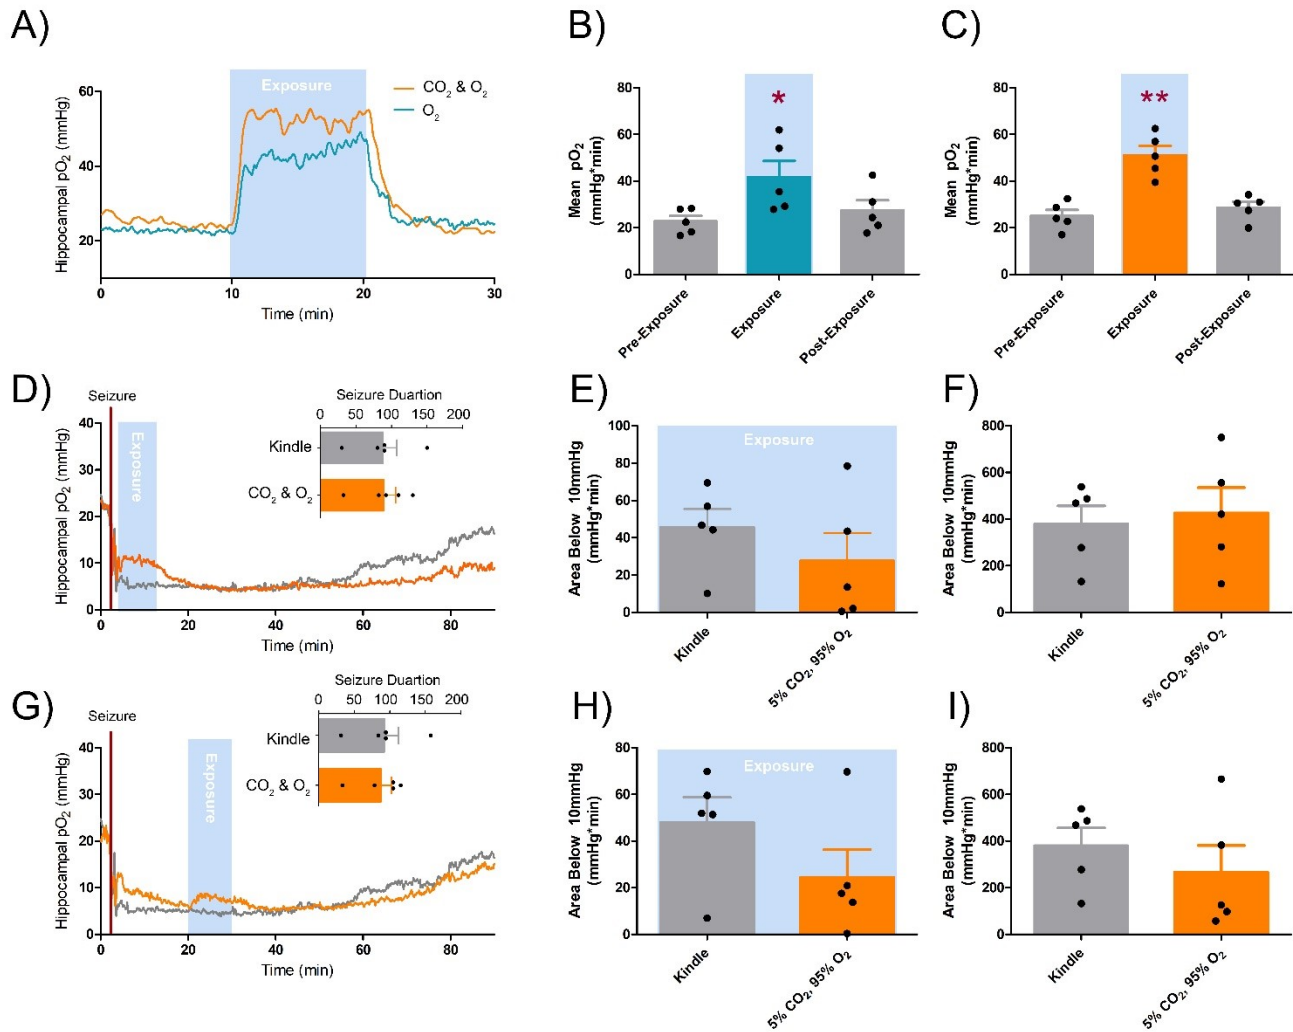 A)
Hippocampal pO2 (mmHg)
60
40
20
0
10
20
30
Time (min)
Exposure
CO2 & O2
O2
B)
Mean pO2
(mmHg*min)
80
60
40
20
0
*
Pre-Exposure
Exposure
Post-Exposure
C)
Mean pO2
(mmHg*min)
80
60
40
20
0
**
Pre-Exposure
Exposure
Post-Exposure
D)
Seizure
Hippocampal pO2 (mmHg)
40
30
20
10
0
0
20
40
60
80
Time (min)
Exposure
Seizure Duartion
0
50
100
150
200
Kindle
CO2 & O2
E)
Area Below 10mmHg
(mmHg*min)
100
80
60
40
20
0
Exposure
Kindle
5% CO2, 95% O2
F)
Area Below 10mmHg
(mmHg*min)
800
600
400
200
0
Kindle
5% CO2, 95% O2
G)
Seizure
Hippocampal pO2 (mmHg)
40
30
20
10
0
0
20
40
60
80
Time (min)
Exposure
Seizure Duartion
0
50
100
150
200
Kindle
CO2 & O2
H)
Area Below 10mmHg
(mmHg*min)
80
60
40
20
0
Exposure
Kindle
5% CO2, 95% O2
I)
Area Below 10mmHg
(mmHg*min)
800
600
400
200
0
Kindle
5% CO2, 95% O2